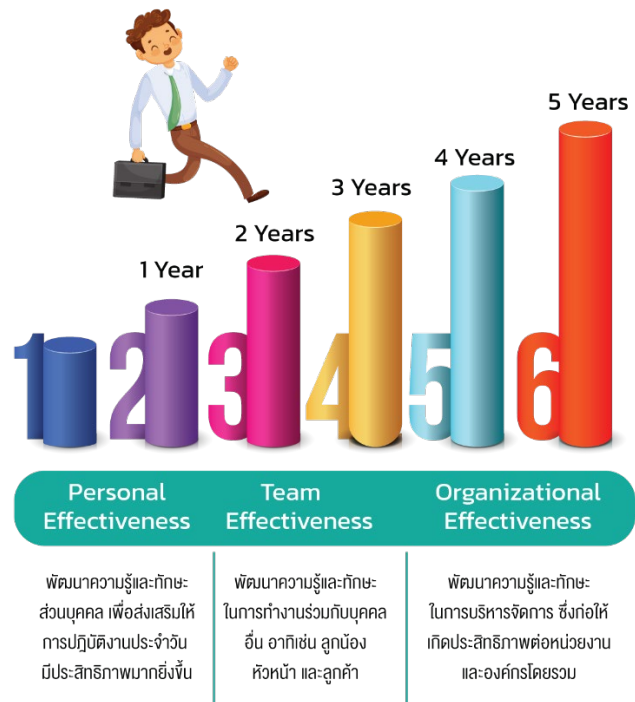 5 Years
4 Years
3 Years
2 Years
1 Year
1
2
3
4
5
6
Personal
Effectiveness
Team
Effectiveness
Organizational
Effectiveness
พัฒนาความรู้และทักษะ
ส่วนบุคคล เพื่อส่งเสริมให้
การปฏิบัติงานประจำวัน
มีประสิทธิภาพมากยิ่งขึ้น
พัฒนาความรู้และทักษะ
ในการทำงานร่วมกับบุคคล
อื่น อาทิเช่น ลูกน้อง
หัวหน้า และลูกค้า
พัฒนาความรู้และทักษะ
ในการบริหารจัดการ ซึ่งก่อให้
เกิดประสิทธิภาพต่อหน่วยงาน
และองค์กรโดยรวม